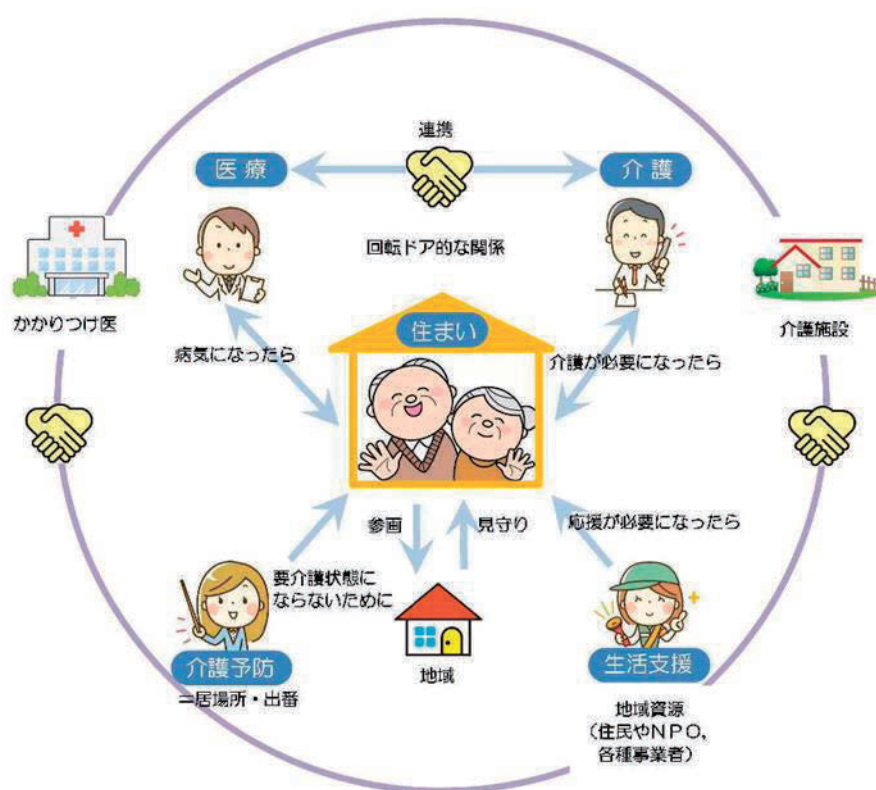 連携
医療
介護
回転ドア的な関係
かかりつけ医
介護施設
住まい
病気になったら
介護が必要になったら
参画
見守り
応援が必要になったら
要介護状態に
ならないために
介護予防
＝居場所・出番
地域
生活支援
地域資源
（住民やＮＰＯ，
各種事業者）